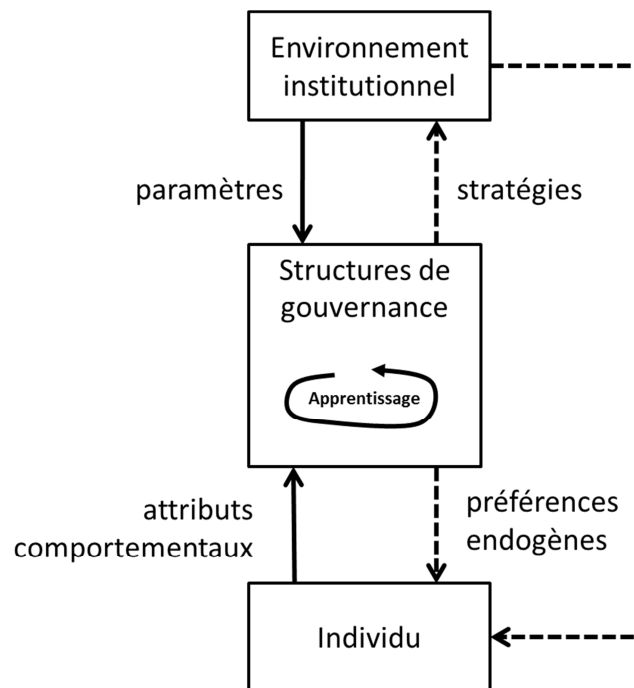 Environnement
institutionnel
paramètres
stratégies
Structures de
gouvernance
Apprentissage
attributs
comportementaux
préférences
endogènes
Individu